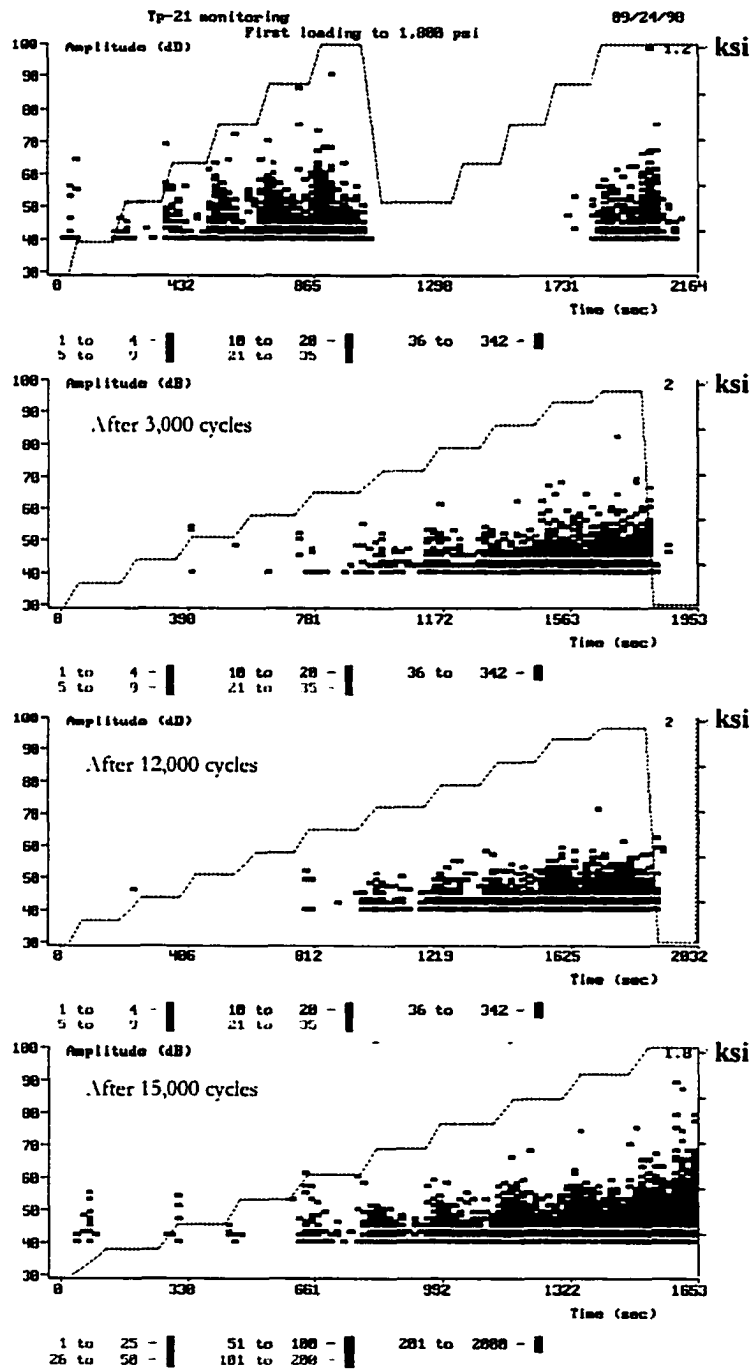 Tp-21 monitoring 09/24/98
First loading to 1,800 psi
Amplitude (dB) 1.2 ksi
100
90
80
70
60
50
40
30
0 432 865 1298 1731 2164
Time (sec)
1 to 4 - 10 to 20 - 36 to 342 -
5 to 9 - 21 to 35
Amplitude (dB) 2 ksi
After 3,000 cycles
100
90
80
70
60
50
40
30
0 390 781 1172 1563 1953
Time (sec)
1 to 4 - 10 to 20 - 36 to 342 -
5 to 9 - 21 to 35 -
Amplitude (dB) 2 ksi
After 12,000 cycles
100
90
80
70
60
50
40
30
0 406 812 1219 1625 2032
Time (sec)
1 to 4 - 10 to 20 - 36 to 342 -
5 to 9 - 21 to 35
Amplitude (dB) 1.8 ksi
After 15,000 cycles
100
90
80
70
60
50
40
30
0 330 661 992 1322 1653
Time (sec)
1 to 25 - 51 to 100 - 201 to 2000 -
26 to 50 - 101 to 200 -